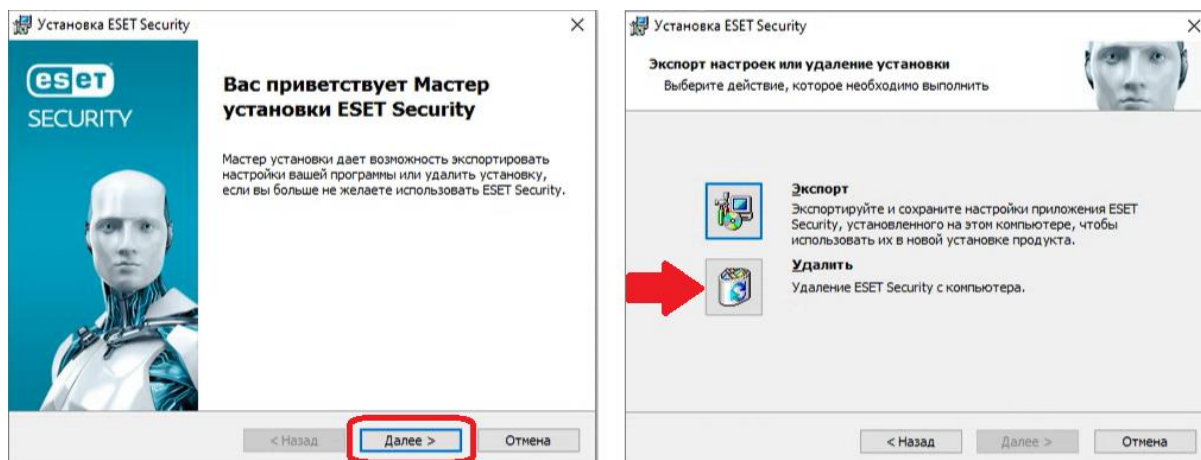 Установка ESET Security
eset
SECURITY
Вас приветствует Мастер
установки ESET Security
Мастер установки дает возможность экспортировать
настройки вашей программы или удалить установку,
если вы больше не желаете использовать ESET Security.
< Назад
Далее >
Отмена
Установка ESET Security
Экспорт настроек или удаление установки
Выберите действие, которое необходимо выполнить
Экспорт
Экспортируйте и сохраните настройки приложения ESET
Security, установленного на этом компьютере, чтобы
использовать их в новой установке продукта.
Удалить
Удаление ESET Security с компьютера.
< Назад
Далее >
Отмена